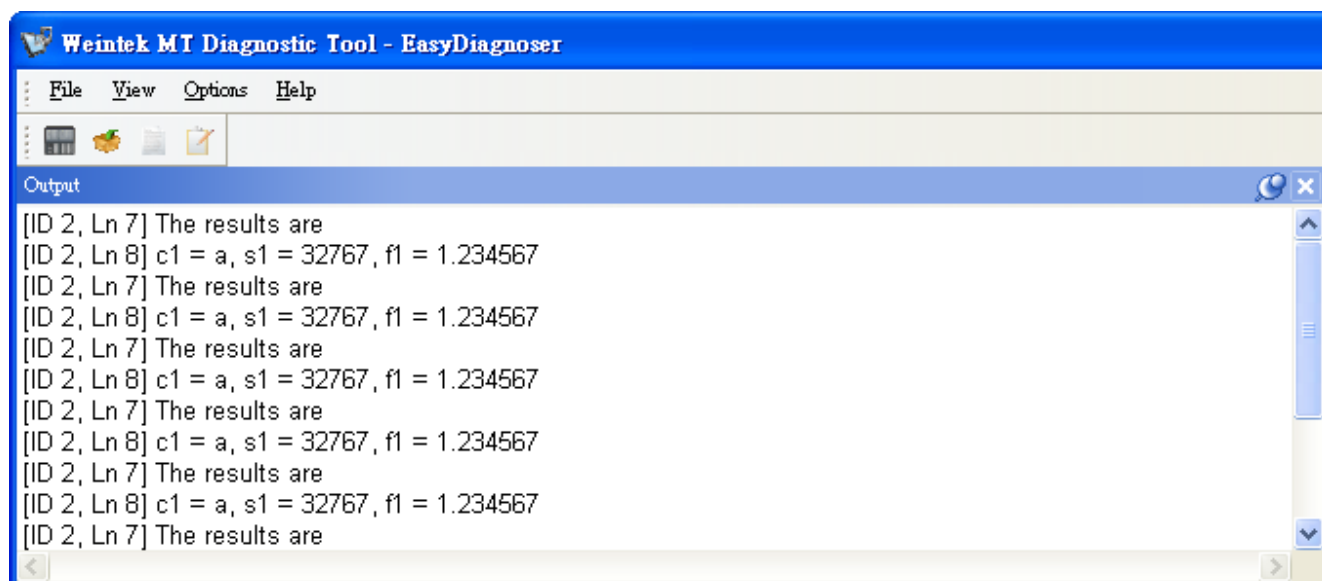 Weintek MT Diagnostic Tool - EasyDiagnoser
File View Options Help
Output
[ID 2, Ln 7] The results are
[ID 2, Ln 8] c1 = a, s1 = 32767, f1 = 1.234567
[ID 2, Ln 7] The results are
[ID 2, Ln 8] c1 = a, s1 = 32767, f1 = 1.234567
[ID 2, Ln 7] The results are
[ID 2, Ln 8] c1 = a, s1 = 32767, f1 = 1.234567
[ID 2, Ln 7] The results are
[ID 2, Ln 8] c1 = a, s1 = 32767, f1 = 1.234567
[ID 2, Ln 7] The results are
[ID 2, Ln 8] c1 = a, s1 = 32767, f1 = 1.234567
[ID 2, Ln 7] The results are